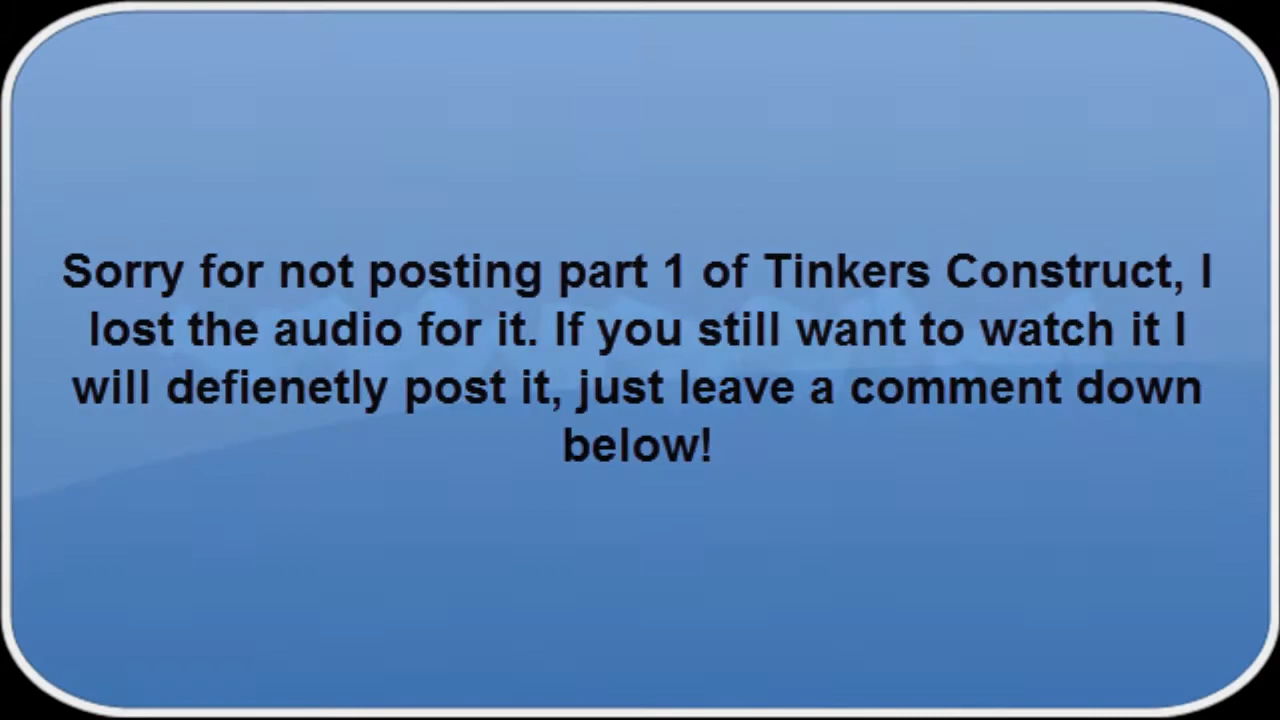 Sorry for not posting part 1 of Tinkers Construct, I
lost the audio for it. If you still want to watch it I
will defienetly post it, just leave a comment down
below!